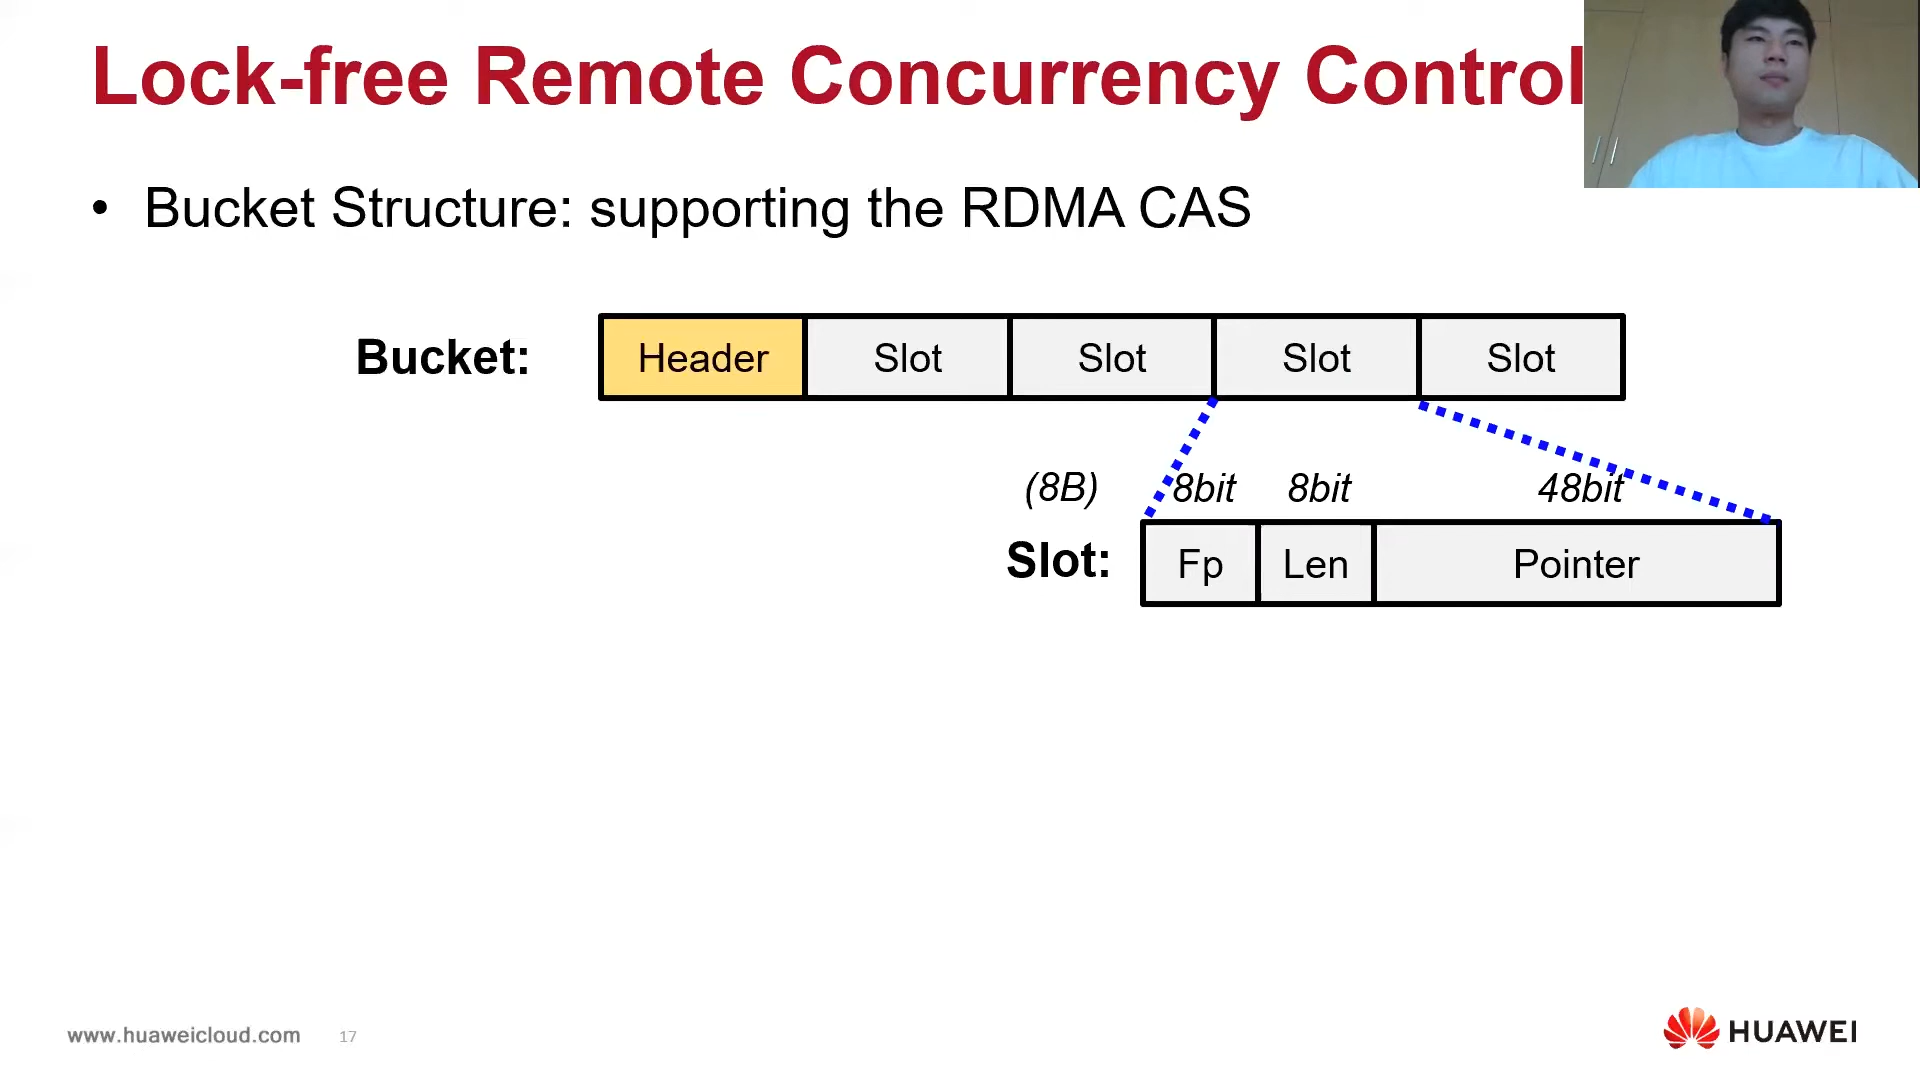 Lock-free Remote Concurrency Control
• Bucket Structure: supporting the RDMA CAS
Bucket: Header Slot Slot Slot Slot
(8B) 8bit 8bit 48bit
Slot: Fp Len Pointer
www.huaweicloud.com 17 HUAWEI